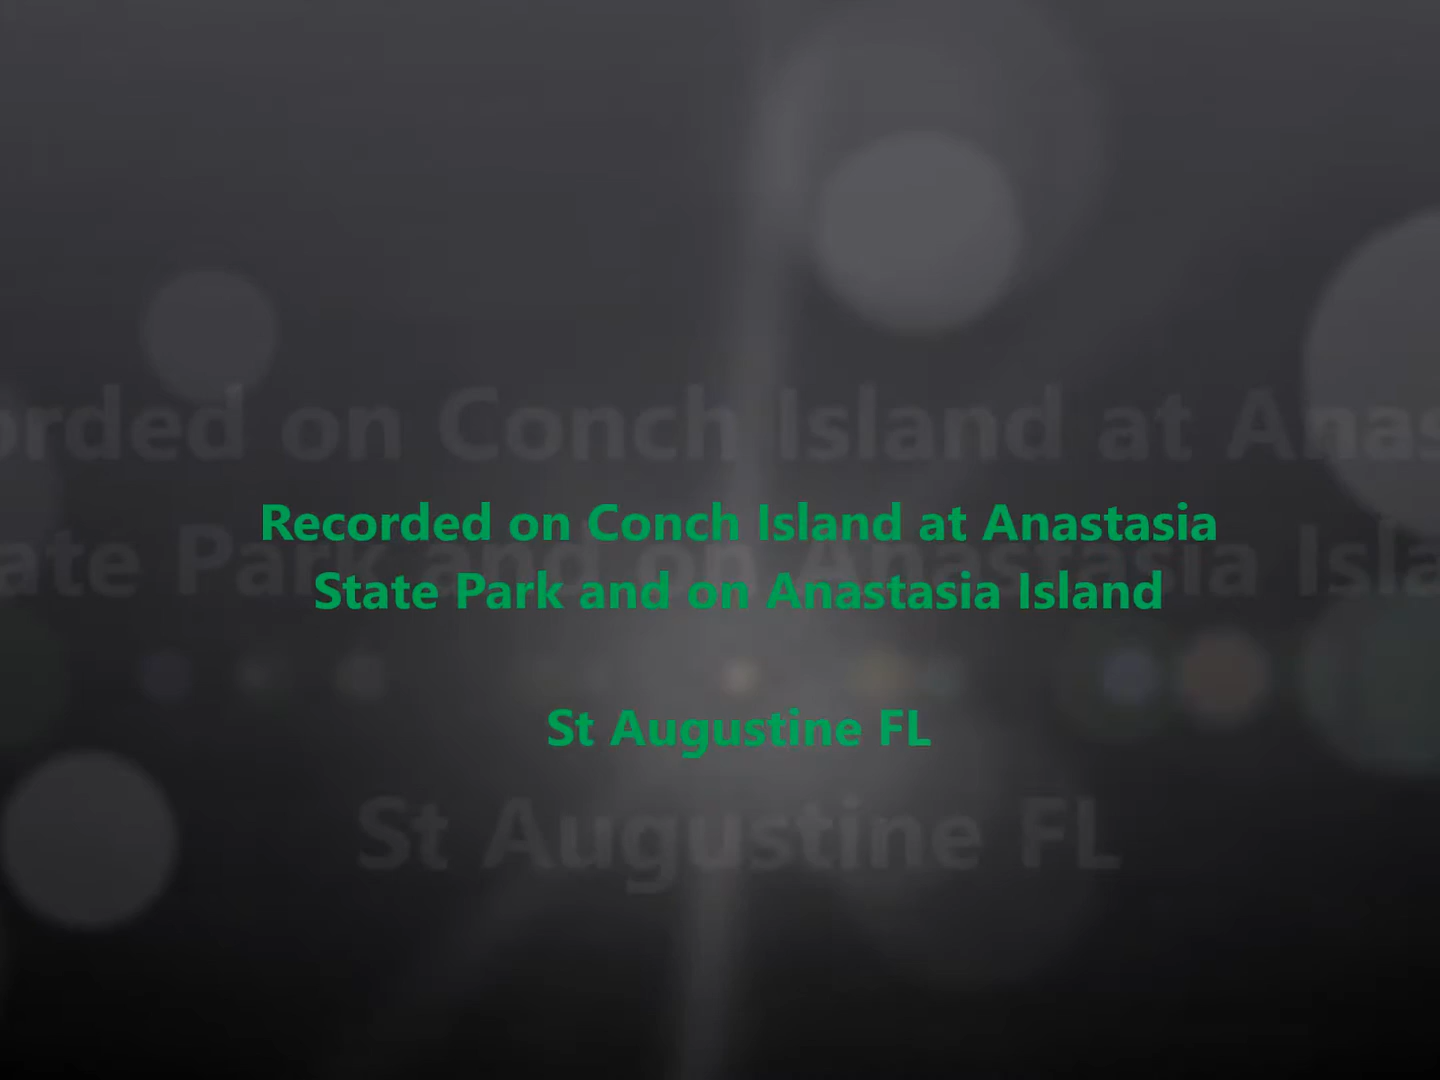 Recorded on Conch Island at Anastasia
State Park and on Anastasia Island
St Augustine FL